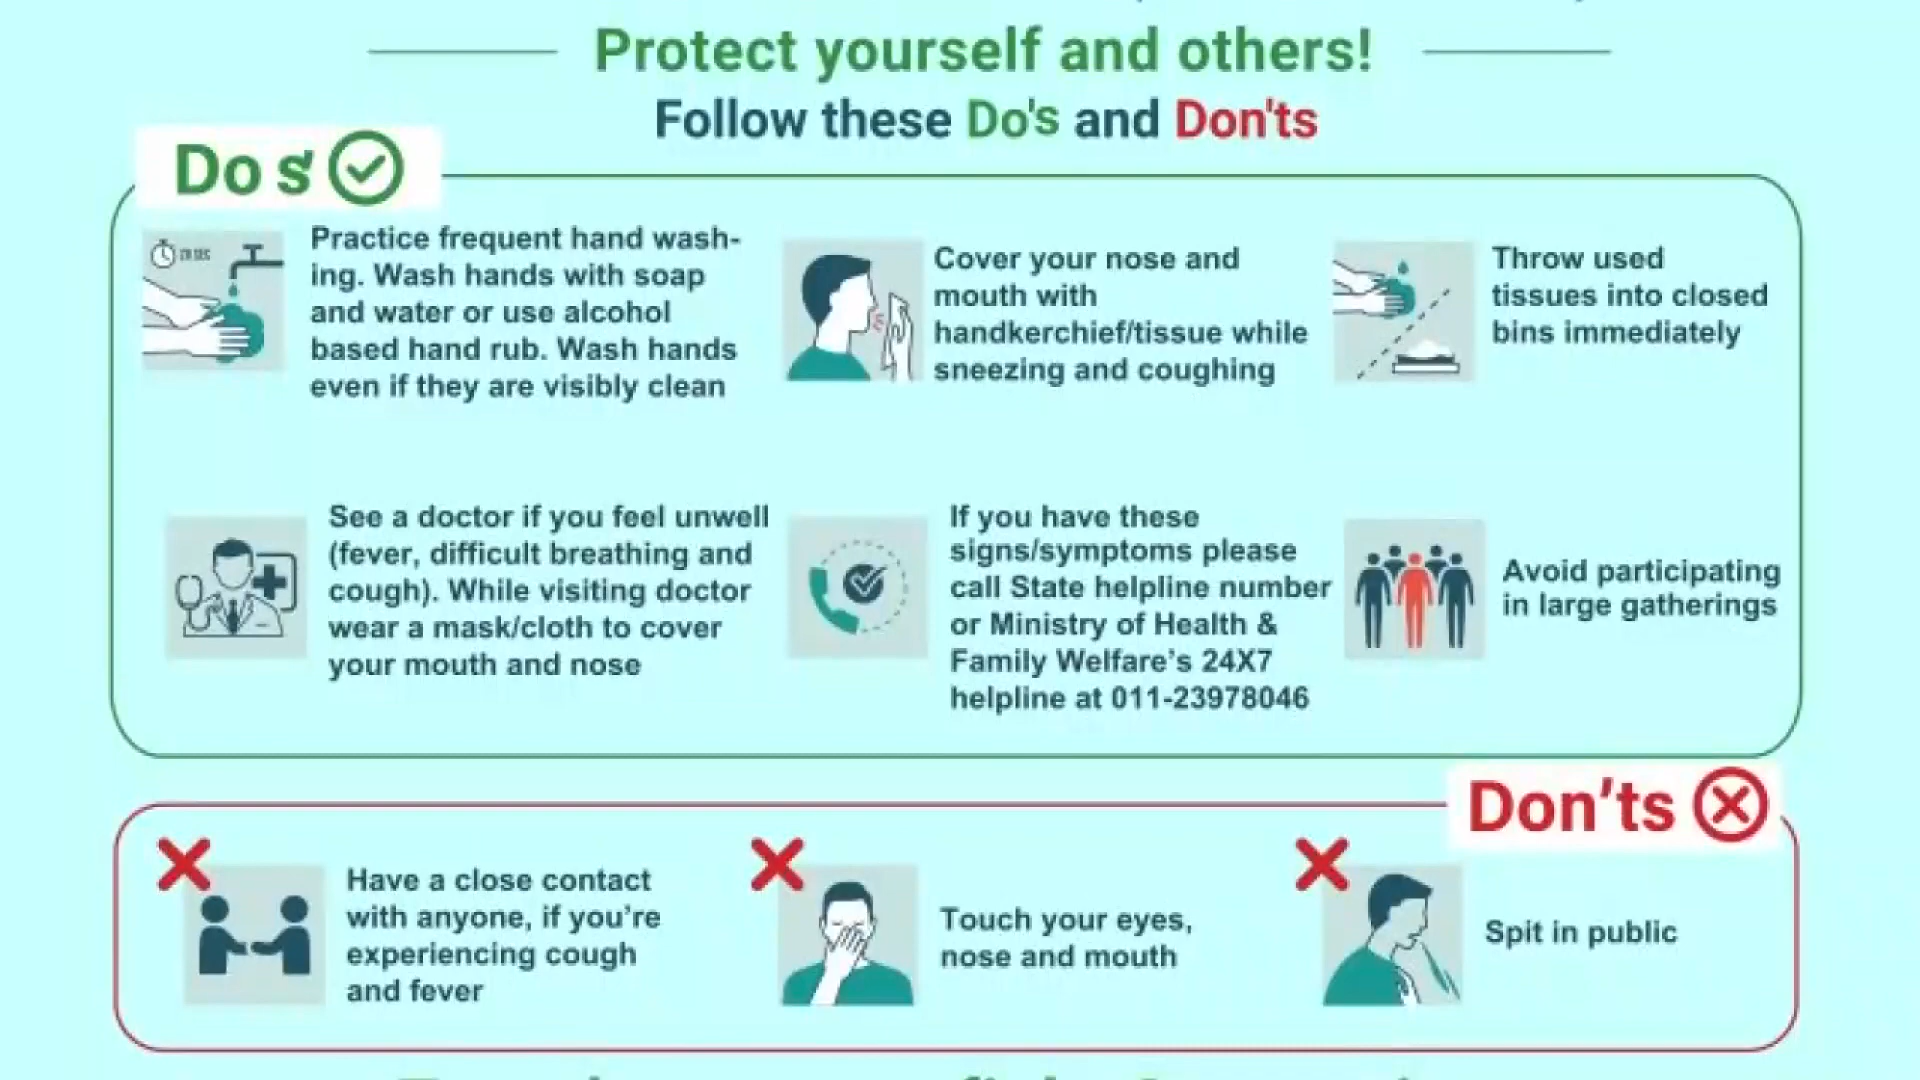 Protect yourself and others!
Follow these Do's and Don'ts
Do s'
20 SEC
Practice frequent hand wash-
ing. Wash hands with soap
and water or use alcohol
based hand rub. Wash hands
even if they are visibly clean
Cover your nose and
mouth with
handkerchief/tissue while
sneezing and coughing
Throw used
tissues into closed
bins immediately
See a doctor if you feel unwell
(fever, difficult breathing and
cough). While visiting doctor
wear a mask/cloth to cover
your mouth and nose
If you have these
signs/symptoms please
call State helpline number
or Ministry of Health &
Family Welfare’s 24X7
helpline at 011-23978046
Avoid participating
in large gatherings
Don’ts
Have a close contact
with anyone, if you’re
experiencing cough
and fever
Touch your eyes,
nose and mouth
Spit in public